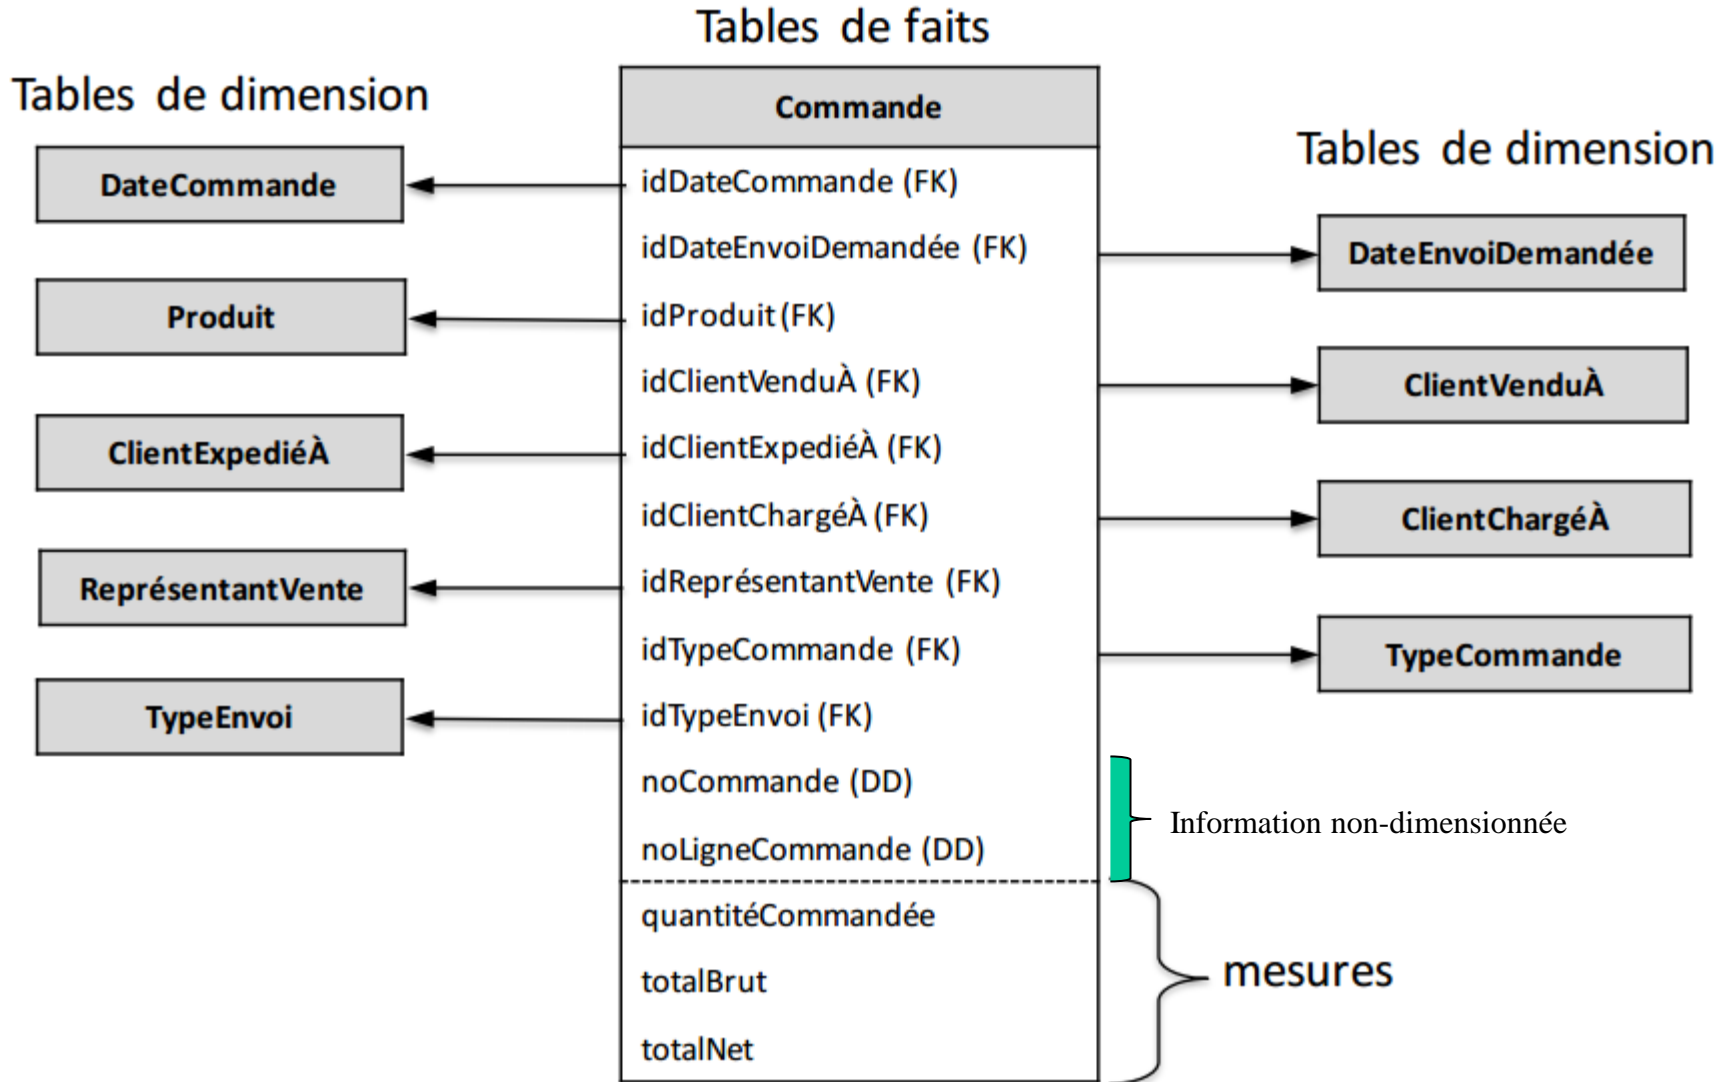 Tables de faits
Tables de dimension
DateCommande
Produit
ClientExpediéÀ
ReprésentantVente
TypeEnvoi
Commande
idDateCommande (FK)
idDateEnvoiDemandée (FK)
idProduit (FK)
idClientVenduÀ (FK)
idClientExpediéÀ (FK)
idClientChargéÀ (FK)
idReprésentantVente (FK)
idTypeCommande (FK)
idTypeEnvoi (FK)
noCommande (DD)
noLigneCommande (DD)
quantitéCommandée
totalBrut
totalNet
Tables de dimension
DateEnvoiDemandée
ClientVenduÀ
ClientChargéÀ
TypeCommande
Information non-dimensionnée
mesures